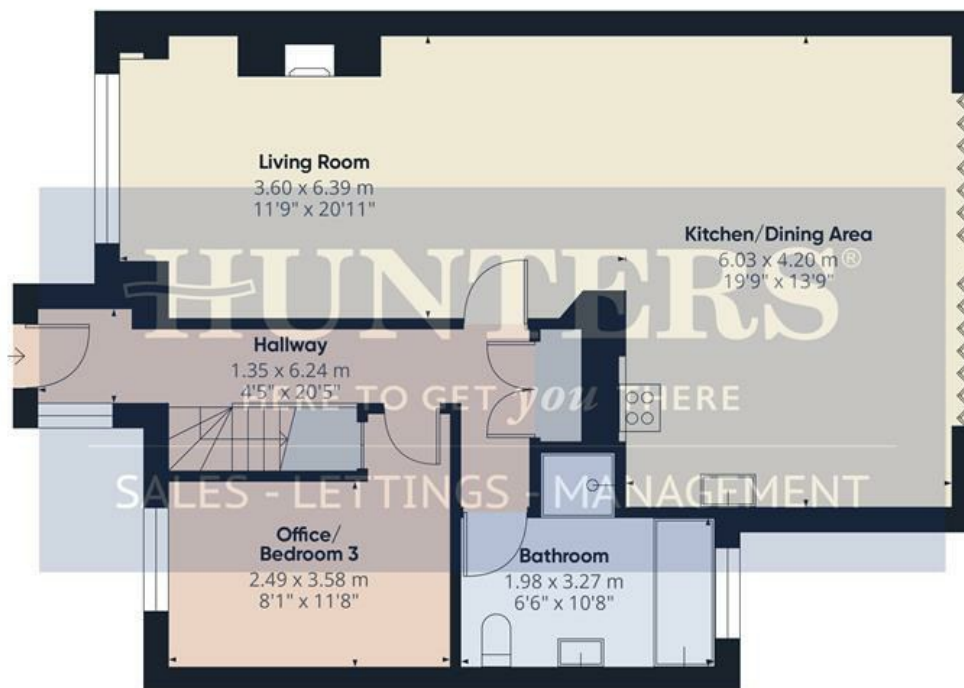 Living Room
3.60 x 6.39 m
11'9" x 20'11"
Kitchen/Dining Area
6.03 x 4.20 m
19'9" x 13'9"
HUNTERS®
Hallway
1.35 x 6.24 m
4'5" x 20'5"
HERE TO GET you THERE
SALES - LETTINGS - MANAGEMENT
Office/
Bedroom 3
2.49 x 3.58 m
8'1" x 11'8"
Bathroom
1.98 x 3.27 m
6'6" x 10'8"